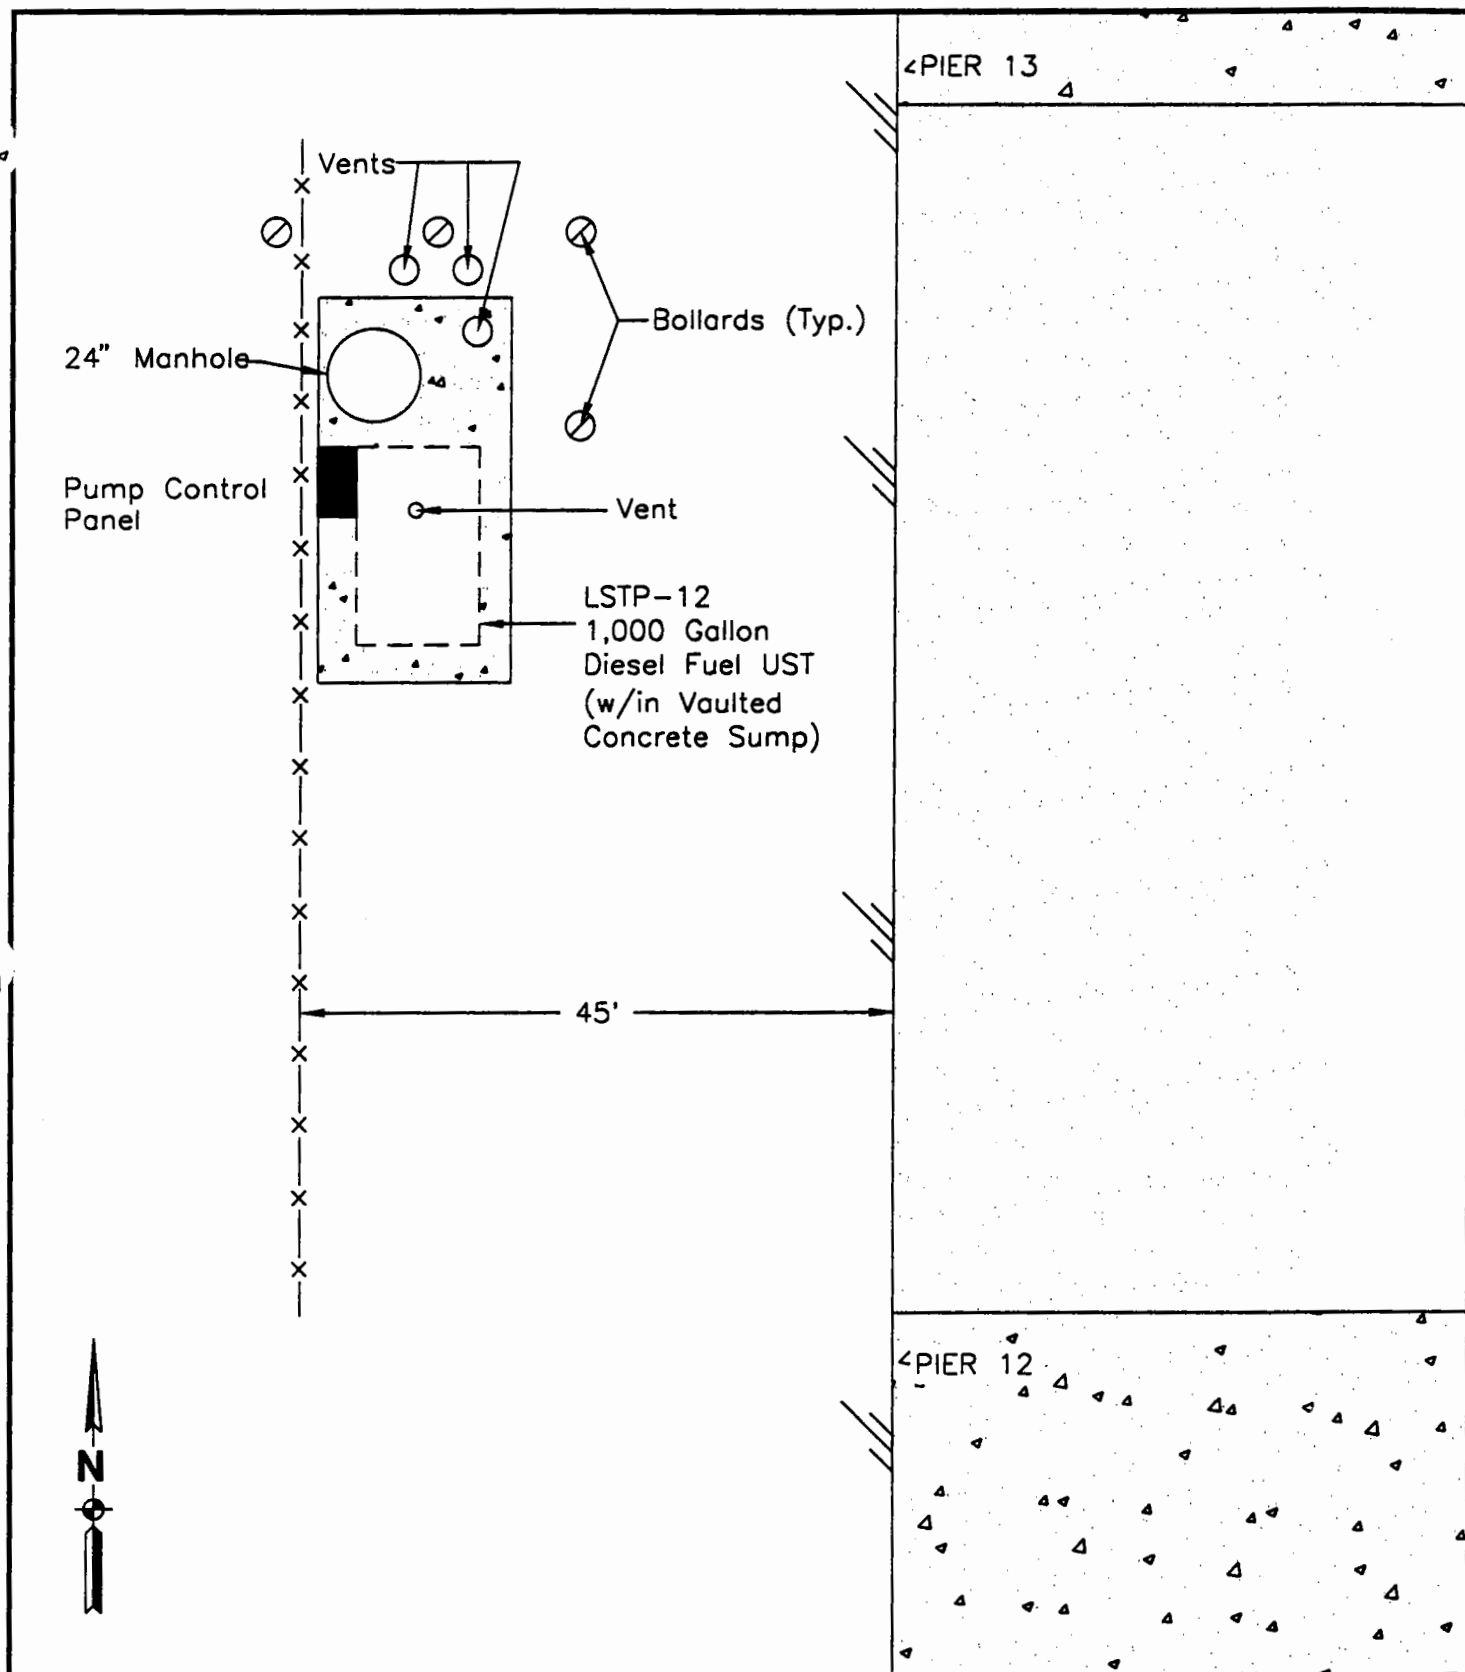 PIER 13
Vents
Bollards (Typ.)
24" Manhole
Pump Control
Panel
Vent
LSTP-12
1,000 Gallon
Diesel Fuel UST
(w/in Vaulted
Concrete Sump)
45'
PIER 12
N